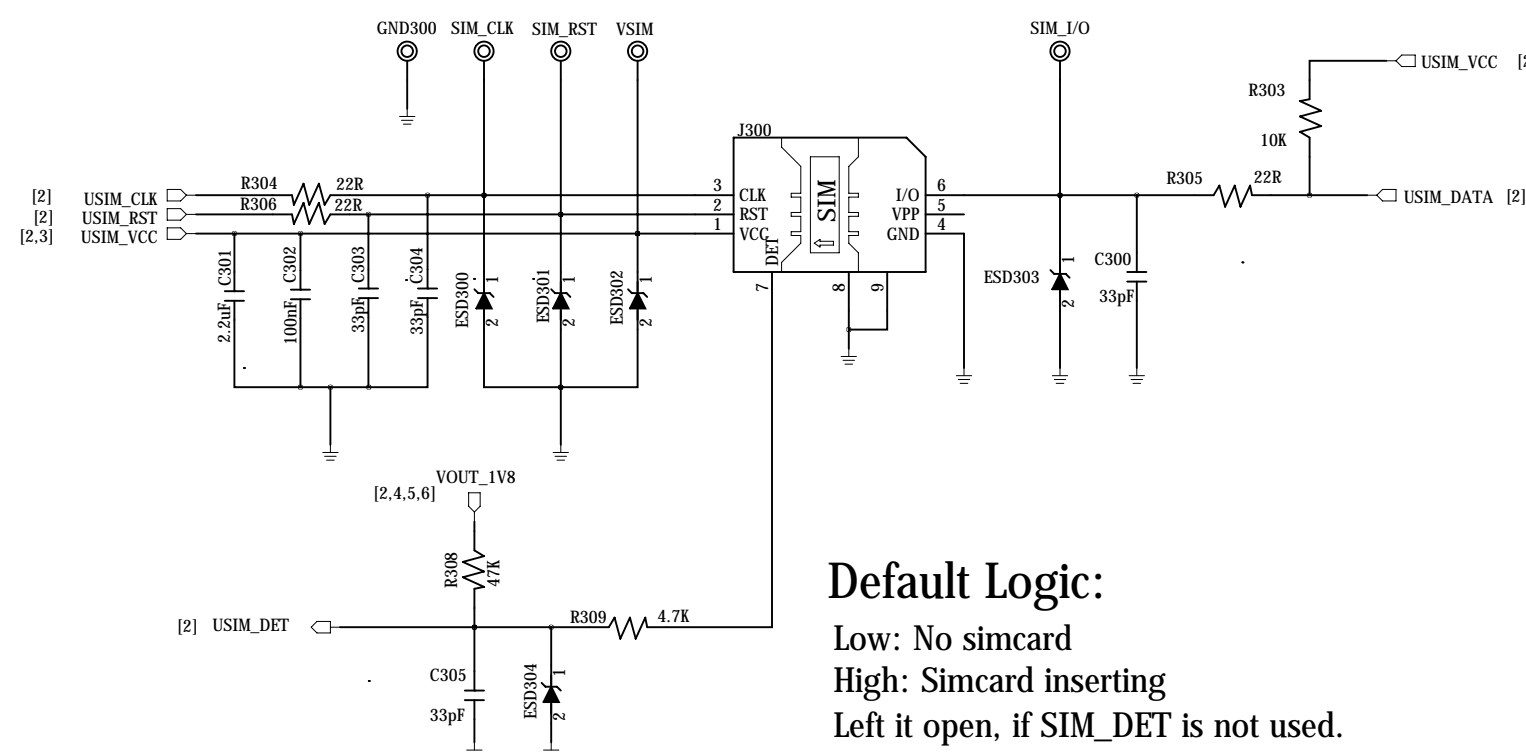 GND300 SIM_CLK SIM_RST VSIM SIM_I/O
USIM_VCC
R303
10K
J300
[2] USIM_CLK R304 22R 3 CLK I/O 6 R305 22R USIM_DATA [2]
[2] USIM_RST R306 22R 2 RST VPP 5
[2,3] USIM_VCC 1 VCC GND 4
SIM
DET
7
8
9
C301
2.2uF
C302
100nF
C303
33pF
C304
33pF
ESD300 1 2
ESD301 1 2
ESD302 1 2
ESD303 1 2
C300
33pF
VOUT_1V8
[2,4,5,6]
R308
47K
[2] USIM_DET R309 4.7K
C305
33pF
ESD304 1 2
Default Logic:
Low: No simcard
High: Simcard inserting
Left it open, if SIM_DET is not used.